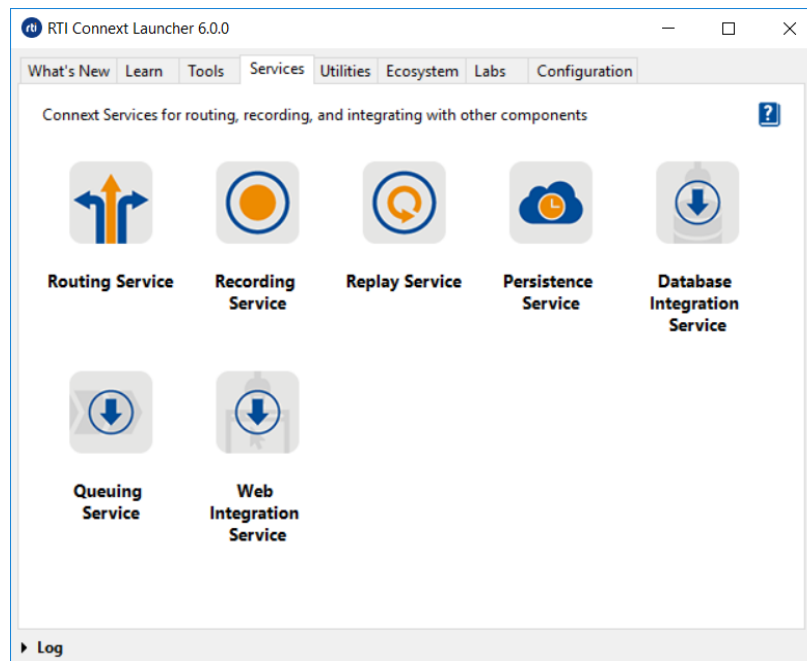 rti RTI Connext Launcher 6.0.0
What's New Learn Tools Services Utilities Ecosystem Labs Configuration
Connext Services for routing, recording, and integrating with other components ?
Routing Service
Recording
Service
Replay Service
Persistence
Service
Database
Integration
Service
Queuing
Service
Web
Integration
Service
Log